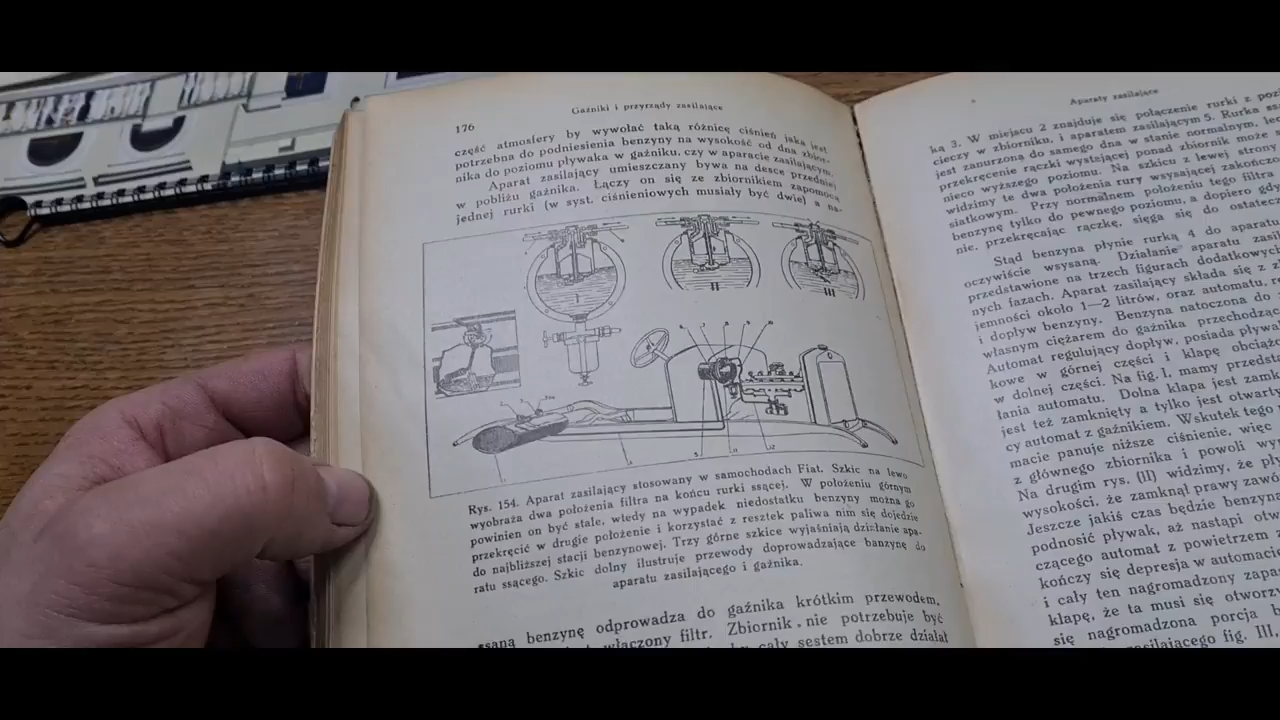 176
Gaźniki i przyrządy zasilające
część atmosfery by wywołać taką różnicę ciśnień jaka jest
potrzebna do podniesienia benzyny na wysokość od dna zbior-
nika do poziomu pływaka w gaźniku, czy w aparacie zasilającym.
Aparat zasilający umieszczany bywa na desce przedniej
w pobliżu gaźnika. Łączy on się ze zbiornikiem zapomocą
jednej rurki (w syst. ciśnieniowych musiały być dwie) a na-
I
II
III
Rys. 154. Aparat zasilający stosowany w samochodach Fiat. Szkic na lewo
wyobraża dwa położenia filtra na końcu rurki ssącej. W położeniu górnym
powinien on być stale, wtedy na wypadek niedostatku benzyny można go
przekręcić w drugie położenie i korzystać z resztek paliwa nim się dojedzie
do najbliższej stacji benzynowej. Trzy górne szkice wyjaśniają działanie apa-
ratu ssącego. Szkic dolny ilustruje przewody doprowadzające banzynę do
aparatu zasilającego i gaźnika.
ssaną benzynę odprowadza do gaźnika krótkim przewodem,
włączony filtr. Zbiornik nie potrzebuje być
cały sestem dobrze działał
Aparaty zasilające
ką 3. W miejscu 2 znajduje się połączenie rurki z poz
cieczy w zbiorniku, i aparatem zasilającym 5. Rurka ss
jest zanurzona do samego dna w stanie normalnym, lec
przekręcenie rączki wystającej ponad zbiornik może
nieco wyższego poziomu. Na szkicu z lewej strony
widzimy te dwa położenia rury wsysającej zakończo
siatkowym. Przy normalnem położeniu tego filtra
benzynę tylko do pewnego poziomu, a dopiero gdy
nie, przekręcając rączkę, sięga się do ostatec
Stąd benzyna płynie rurką 4 do aparatu
oczywiście wsysaną. Działanie aparatu zasil
przedstawione na trzech figurach dodatkowych
nych fazach. Aparat zasilający składa się z zb
jemności około 1—2 litrów, oraz automatu, re
i dopływ benzyny. Benzyna natoczona do
własnym ciężarem do gaźnika przechodząc
Automat regulujący dopływ, posiada pływa
kowe w górnej części i klapę obciąż
w dolnej części. Na fig. I, mamy przedst
łania automatu. Dolna klapa jest zamk
jest też zamknięty a tylko jest otwart
cy automat z gaźnikiem. Wskutek tego
macie panuje niższe ciśnienie, więc
z głównego zbiornika i powoli wy
Na drugim rys. (II) widzimy, że pły
wysokości, że zamknął prawy zawó
Jeszcze jakiś czas będzie benzyn
podnosić pływak, aż nastąpi otw
czącego automat z powietrzem z
kończy się depresja w automaci
i cały ten nagromadzony zapa
klapę, że ta musi się otworzy
się nagromadzona porcja b
zasilającego fig. III,